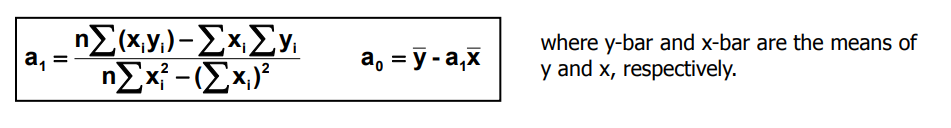 a₁ = (n∑(xᵢyᵢ) – ∑xᵢ∑yᵢ) / (n∑xᵢ² – (∑xᵢ)²)    a₀ = y̅ - a₁x̅
where y-bar and x-bar are the means of
y and x, respectively.